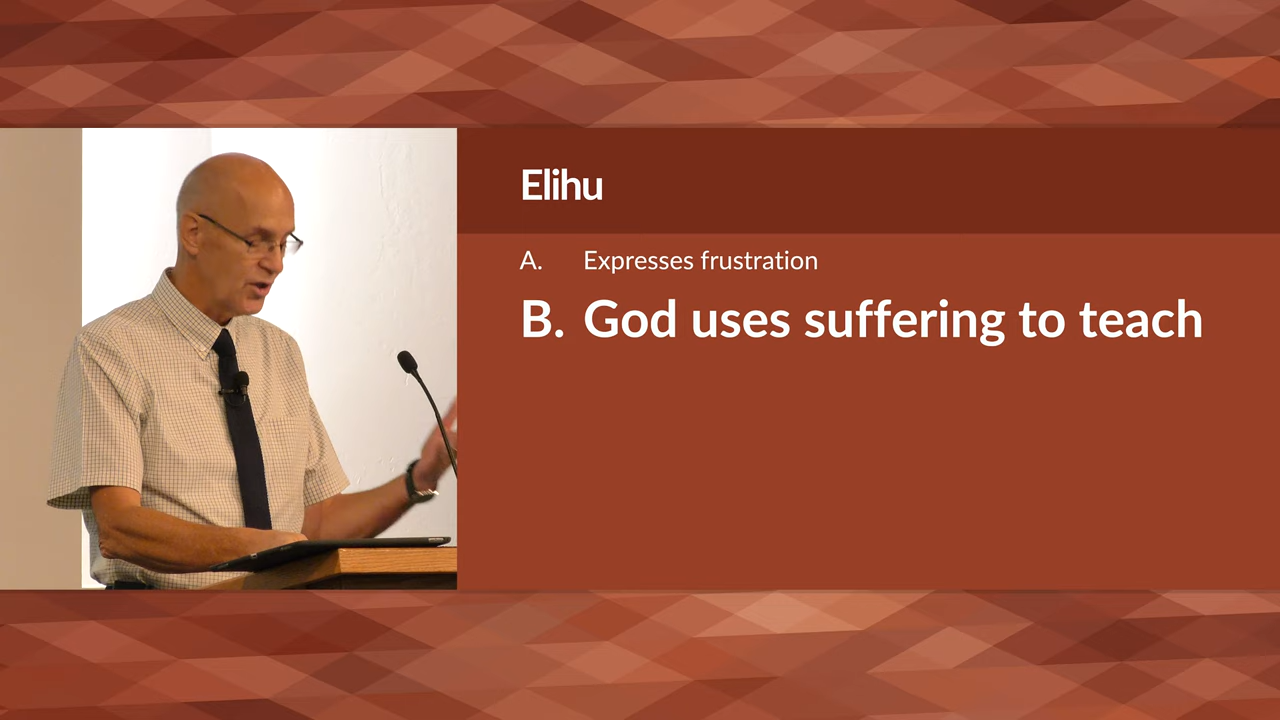 Elihu
A. Expresses frustration
B. God uses suffering to teach